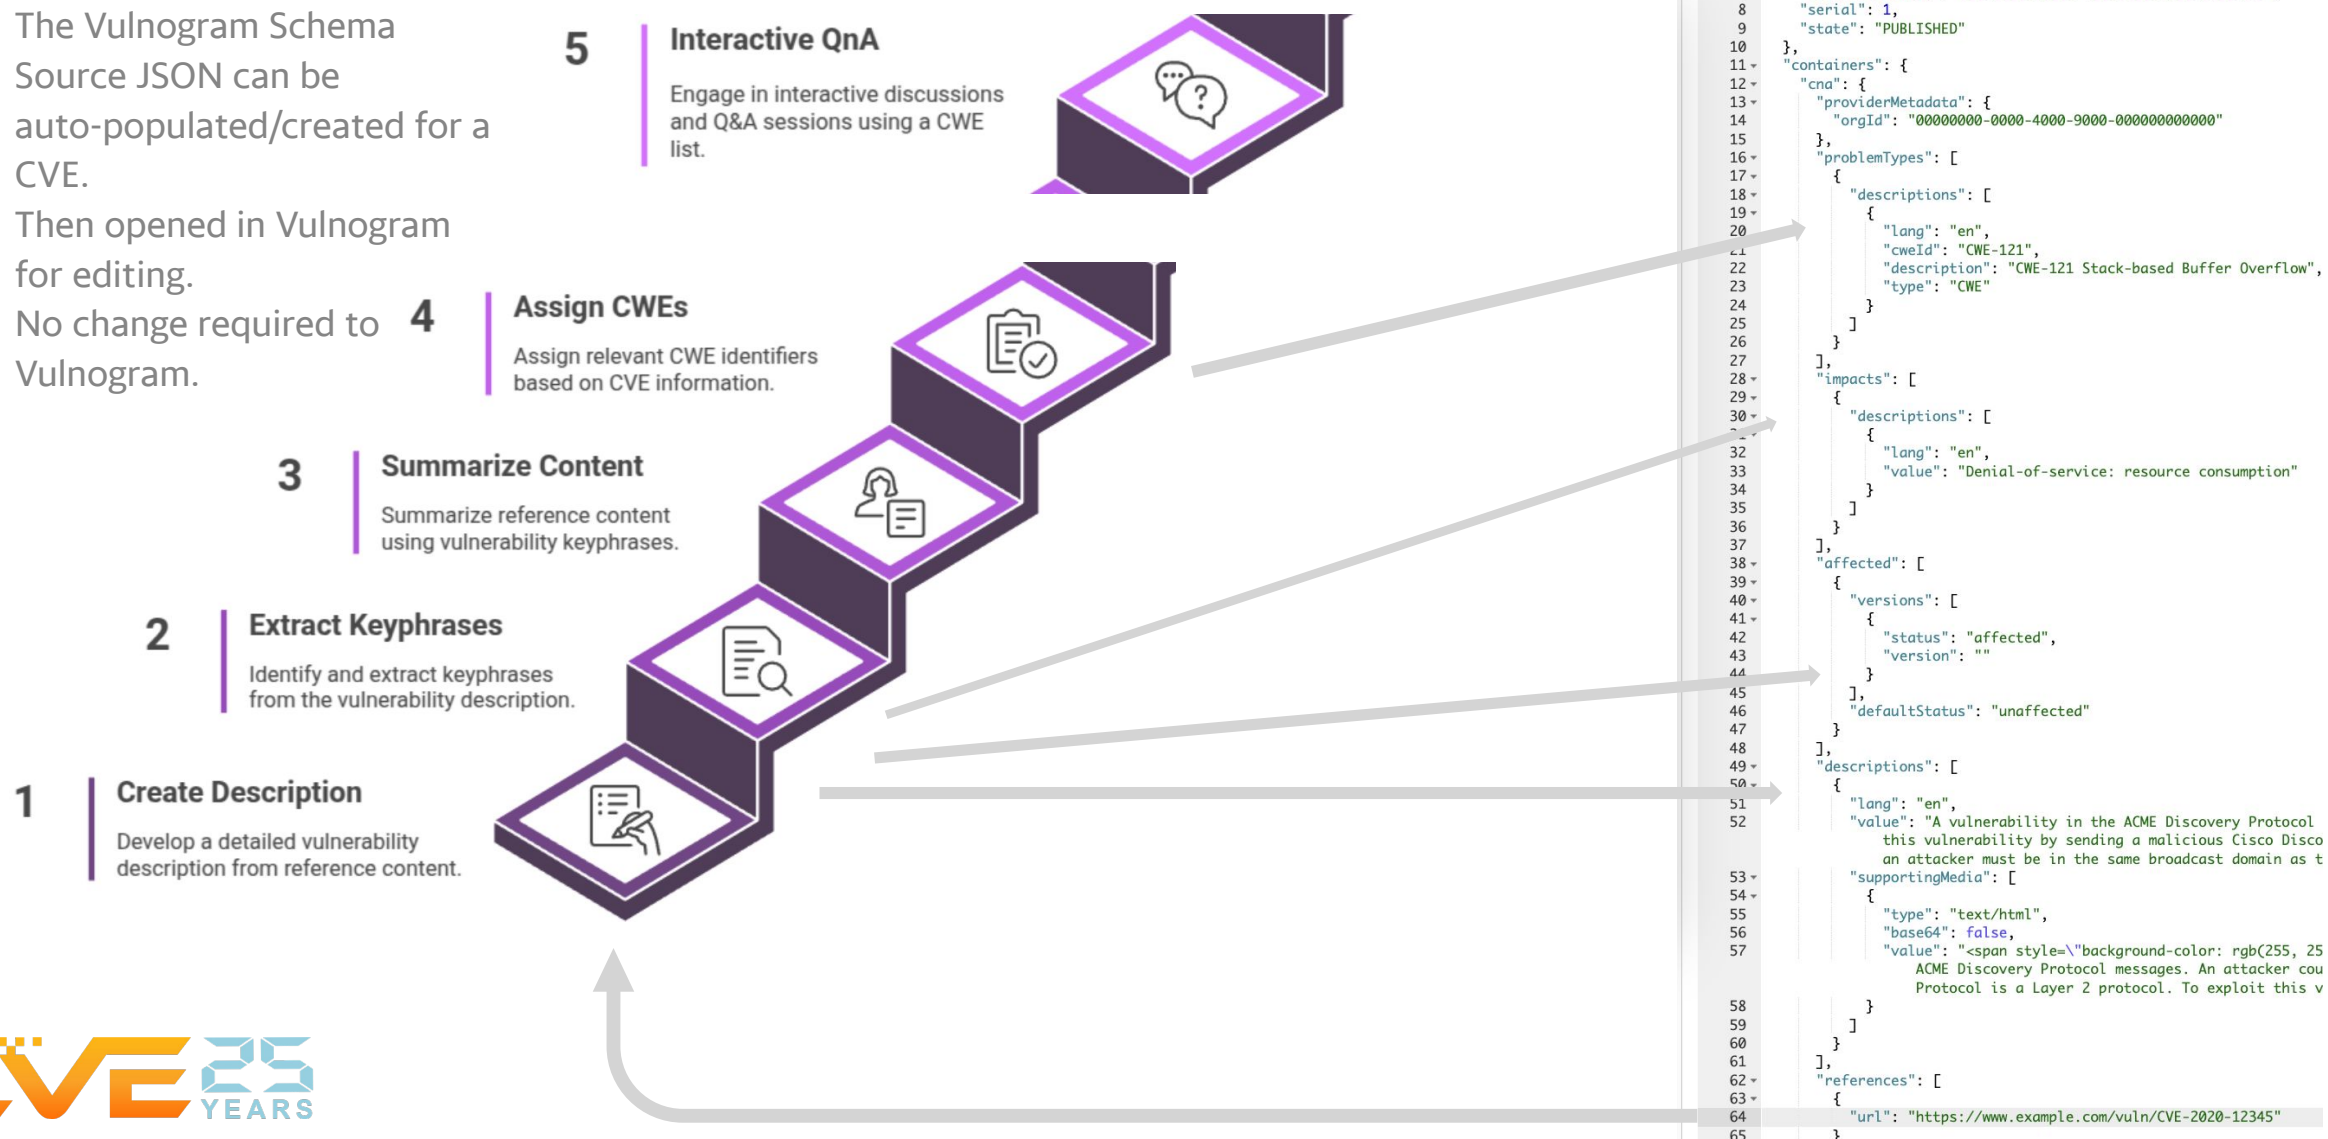 The Vulnogram Schema
Source JSON can be
auto-populated/created for a
CVE.
Then opened in Vulnogram
for editing.
No change required to
Vulnogram.
5
Interactive QnA
Engage in interactive discussions
and Q&A sessions using a CWE
list.
4
Assign CWEs
Assign relevant CWE identifiers
based on CVE information.
3
Summarize Content
Summarize reference content
using vulnerability keyphrases.
2
Extract Keyphrases
Identify and extract keyphrases
from the vulnerability description.
1
Create Description
Develop a detailed vulnerability
description from reference content.
CVE 25
YEARS
8 "serial": 1,
9 "state": "PUBLISHED"
10 },
11 "containers": {
12 "cna": {
13 "providerMetadata": {
14 "orgId": "00000000-0000-4000-9000-000000000000"
15 },
16 "problemTypes": [
17 {
18 "descriptions": [
19 {
20 "lang": "en",
21 "cweId": "CWE-121",
22 "description": "CWE-121 Stack-based Buffer Overflow",
23 "type": "CWE"
24 }
25 ]
26 }
27 ],
28 "impacts": [
29 {
30 "descriptions": [
31 {
32 "lang": "en",
33 "value": "Denial-of-service: resource consumption"
34 }
35 ]
36 }
37 ],
38 "affected": [
39 {
40 "versions": [
41 {
42 "status": "affected",
43 "version": ""
44 }
45 ],
46 "defaultStatus": "unaffected"
47 }
48 ],
49 "descriptions": [
50 {
51 "lang": "en",
52 "value": "A vulnerability in the ACME Discovery Protocol
this vulnerability by sending a malicious Cisco Disco
an attacker must be in the same broadcast domain as t
53 "supportingMedia": [
54 {
55 "type": "text/html",
56 "base64": false,
57 "value": "<span style=\"background-color: rgb(255, 25
ACME Discovery Protocol messages. An attacker cou
Protocol is a Layer 2 protocol. To exploit this v
58 }
59 ]
60 }
61 ],
62 "references": [
63 {
64 "url": "https://www.example.com/vuln/CVE-2020-12345"
65 }